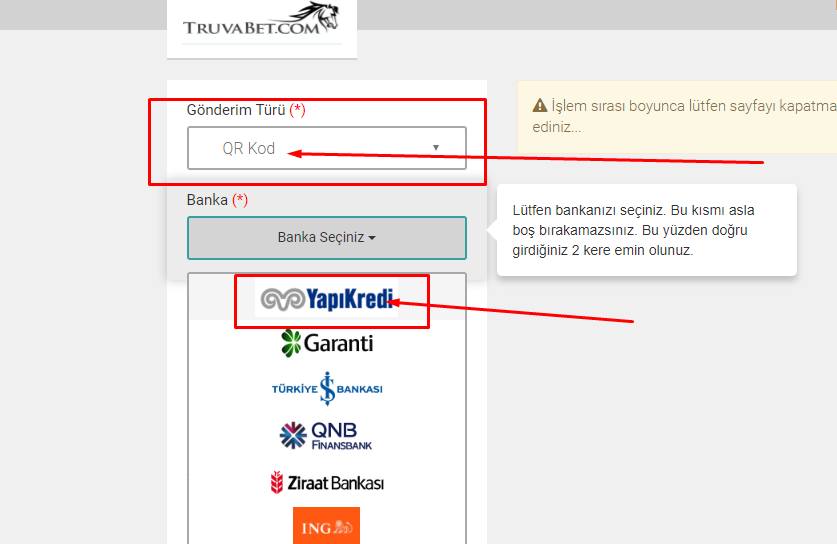 TRUVABET.COM
Gönderim Türü (*)
QR Kod
İşlem sırası boyunca lütfen sayfayı kapatma
ediniz...
Banka (*)
Banka Seçiniz
Lütfen bankanızı seçiniz. Bu kısmı asla
boş bırakamazsınız. Bu yüzden doğru
girdiğiniz 2 kere emin olunuz.
YapıKredi
Garanti
TÜRKİYE İŞ BANKASI
QNB
FINANSBANK
Ziraat Bankası
ING